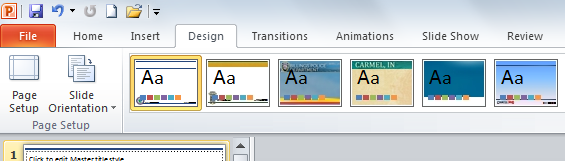 P
File Home Insert Design Transitions Animations Slide Show Review
Page Setup
Slide Orientation
Aa Aa Aa Aa Aa Aa
CARMEL, IN
Page Setup
1
Click to edit Master title style